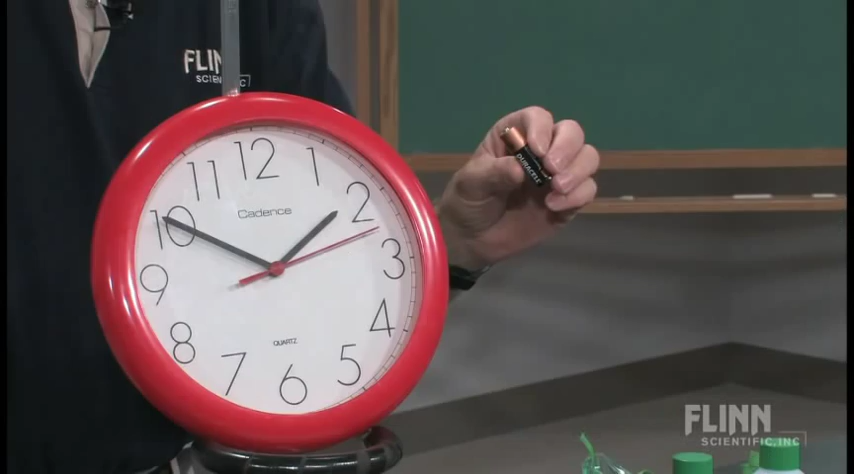 FLINN
SCIENTIFIC, INC
12
1
2
3
4
5
6
7
8
9
10
11
Cadence
QUARTZ
DURACELL
FLINN
SCIENTIFIC, INC